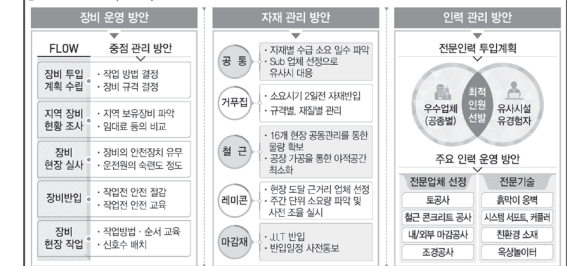 장비 운영 방안
FLOW
중점 관리 방안
장비 투입
계획 수립
· 작업 방법 결정
· 장비 규격 결정
지역 장비
현황 조사
· 지역 보유장비 파악
· 임대료 등의 비교
장비
현장 실사
· 장비의 안전장치 유무
· 운전원의 숙련도 정도
장비반입
· 작업전 안전 점검
· 작업전 안전 교육
장비
현장 작업
· 작업방법 · 순서 교육
· 신호수 배치
자재 관리 방안
공 통
· 자재별 수급 소요 일수 파악
· Sub 업체 선정으로
유사시 대응
거푸집
· 소요시기 2일전 자재반입
· 규격별, 재질별 관리
철 근
· 16개 현장 공동관리를 통한
물량 확보
· 공장 가공을 통한 야적공간
최소화
레미콘
· 현장 도달 근거리 업체 선정
· 주간 단위 소요량 파악 및
사전 조율 실시
마감재
· J.I.T 반입
· 반입일정 사전통보
인력 관리 방안
전문인력 투입계획
우수업체
(공종별)
최적
인원
선발
유사시설
유경험자
주요 인력 운영 방안
전문업체 선정
전문기술
토공사
흙막이 옹벽
철근 콘크리트 공사
시스템 서포트, 커플러
내/외부 마감공사
친환경 소재
조경공사
옥상놀이터